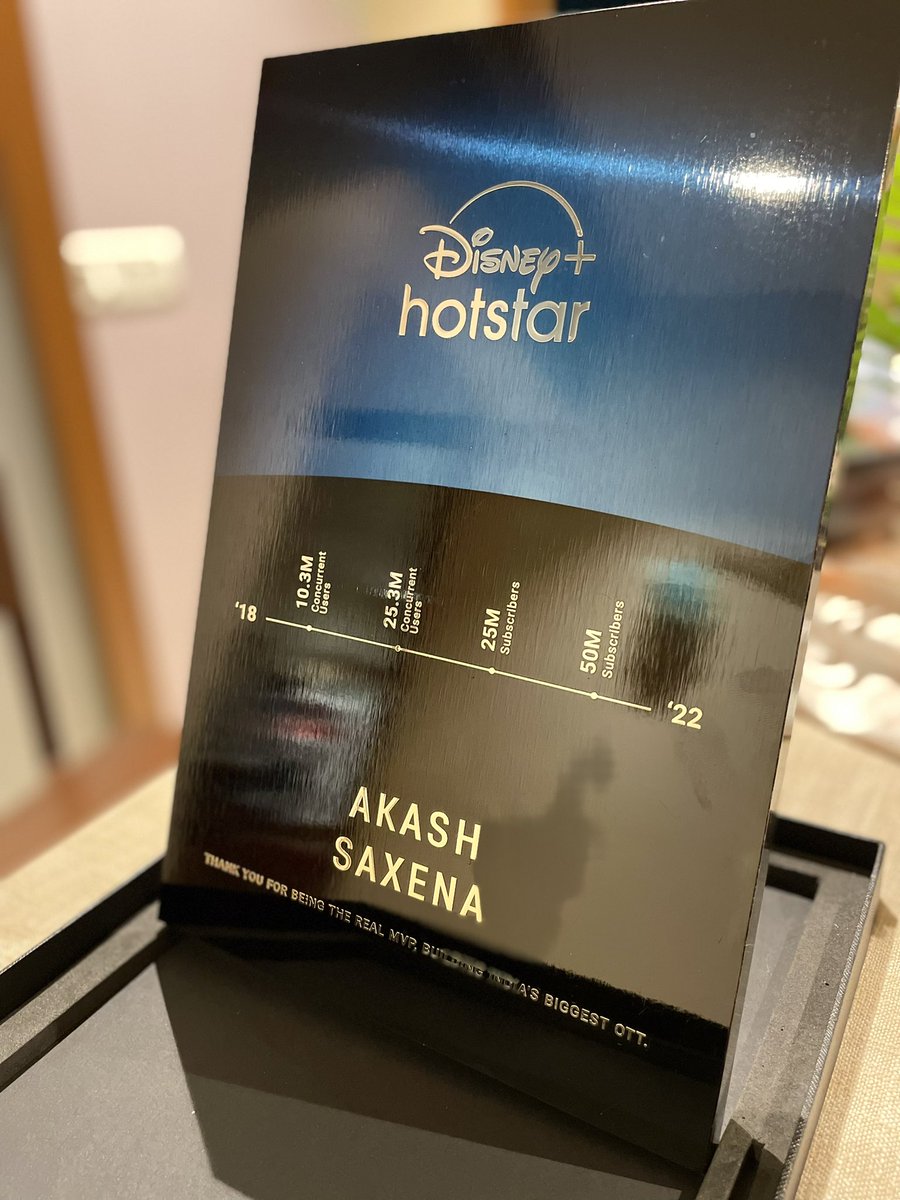 Disney+
hotstar
'18
10.3M
Concurrent
Users
25.3M
Concurrent
Users
25M
Subscribers
50M
Subscribers
'22
AKASH
SAXENA
THANK YOU FOR BEING THE REAL MVP. BUILDING INDIA'S BIGGEST OTT.